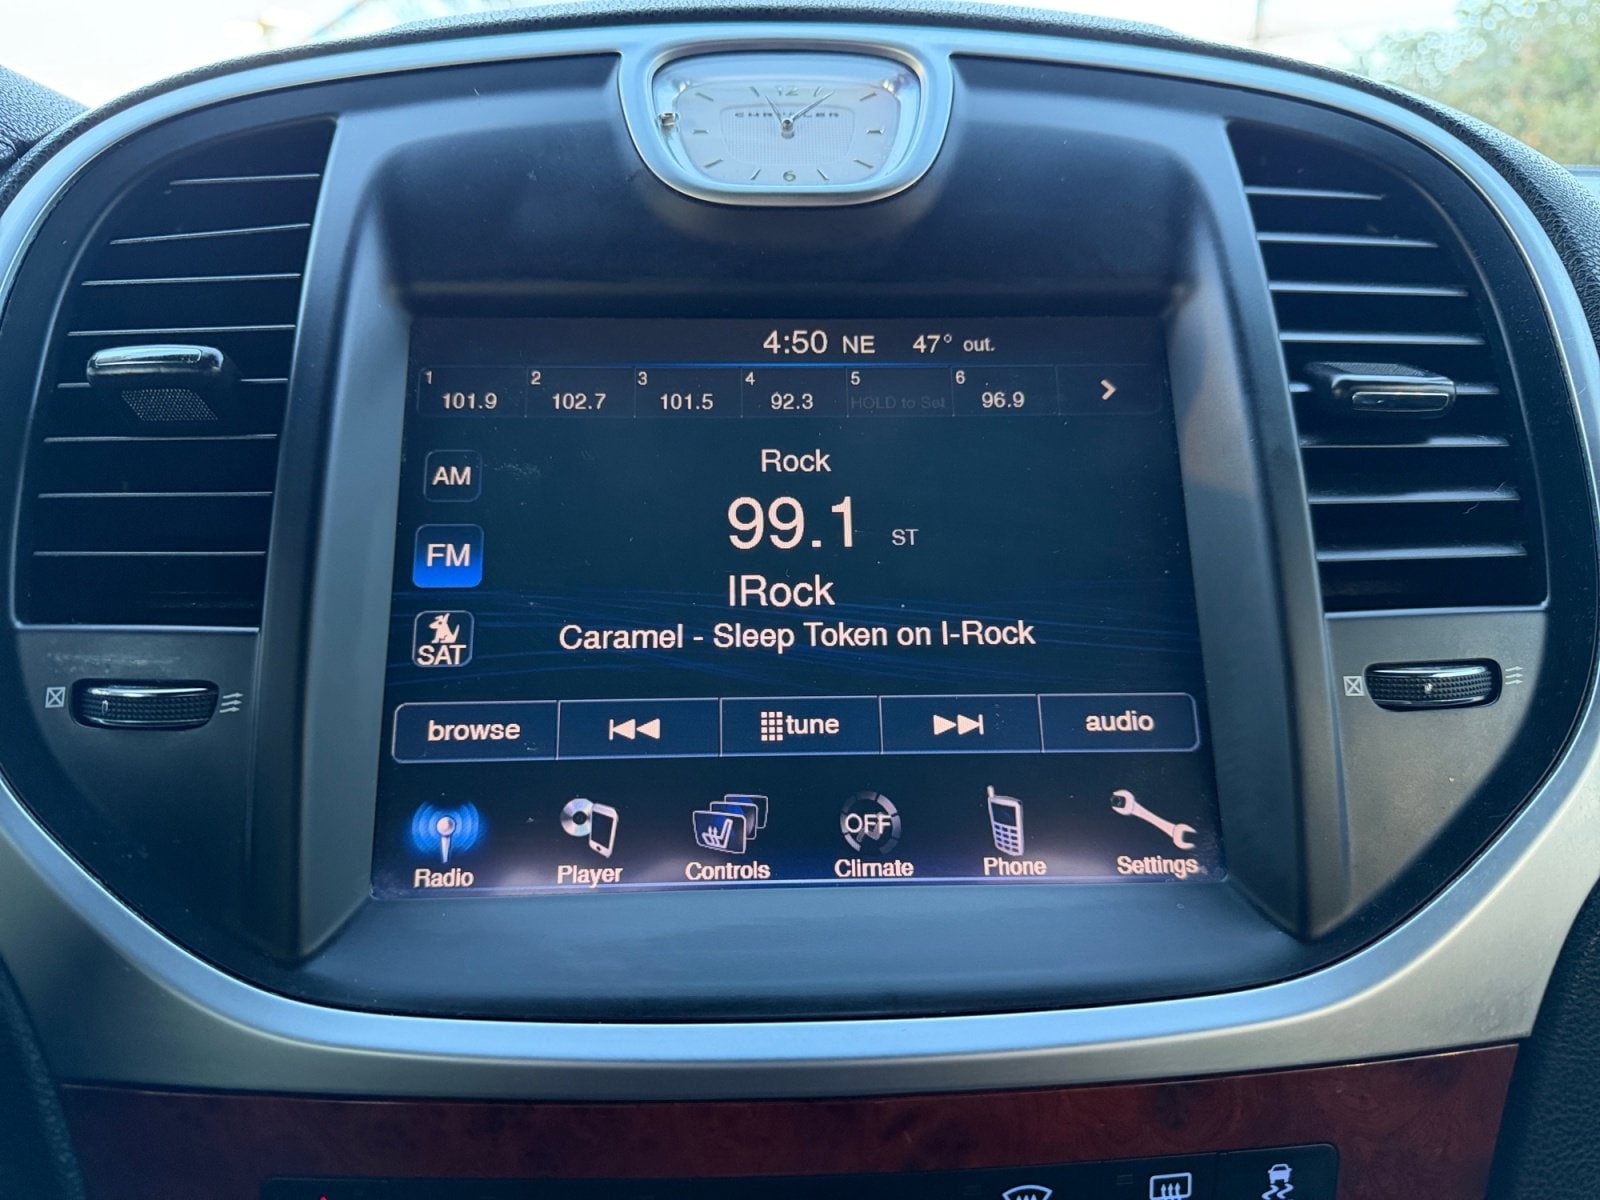 12
CHRYSLER
6
4:50 NE 47° out.
1 2 3 4 5 6
101.9 102.7 101.5 92.3 HOLD to Set 96.9 >
Rock
AM
99.1 ST
FM
IRock
Caramel - Sleep Token on I-Rock
SAT
browse tune audio
OFF
Radio Player Controls Climate Phone Settings